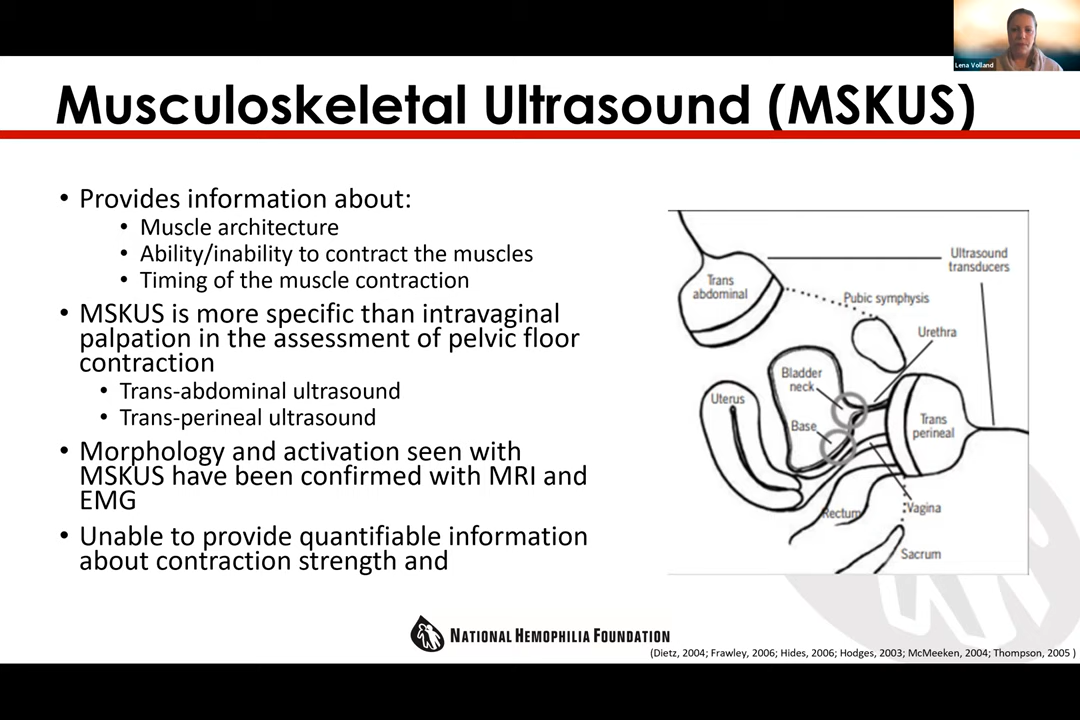 Lena Volland
Musculoskeletal Ultrasound (MSKUS)
• Provides information about:
• Muscle architecture
• Ability/inability to contract the muscles
• Timing of the muscle contraction
• MSKUS is more specific than intravaginal
palpation in the assessment of pelvic floor
contraction
• Trans-abdominal ultrasound
• Trans-perineal ultrasound
• Morphology and activation seen with
MSKUS have been confirmed with MRI and
EMG
• Unable to provide quantifiable information
about contraction strength and
Trans
abdominal
Ultrasound
transducers
Pubic symphysis
Urethra
Bladder
neck
Uterus
Base
Trans
perineal
Rectum
Vagina
Sacrum
NATIONAL HEMOPHILIA FOUNDATION
(Dietz, 2004; Frawley, 2006; Hides, 2006; Hodges, 2003; McMeeken, 2004; Thompson, 2005 )